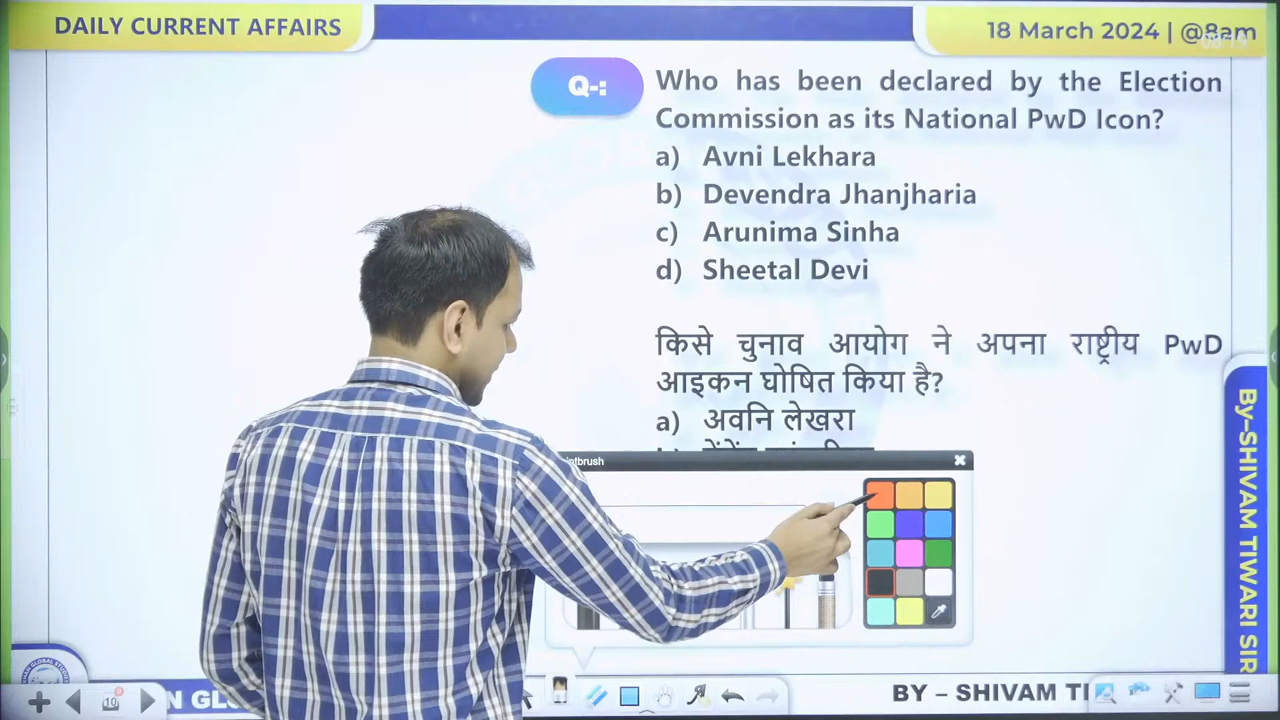 DAILY CURRENT AFFAIRS
18 March 2024 | @8am
Q-:
Who has been declared by the Election
Commission as its National PwD Icon?
a) Avni Lekhara
b) Devendra Jhanjharia
c) Arunima Sinha
d) Sheetal Devi
किसे चुनाव आयोग ने अपना राष्ट्रीय PwD
आइकन घोषित किया है?
a) अवनि लेखरा
By–SHIVAM TIWARI SIR
10
BY – SHIVAM TI